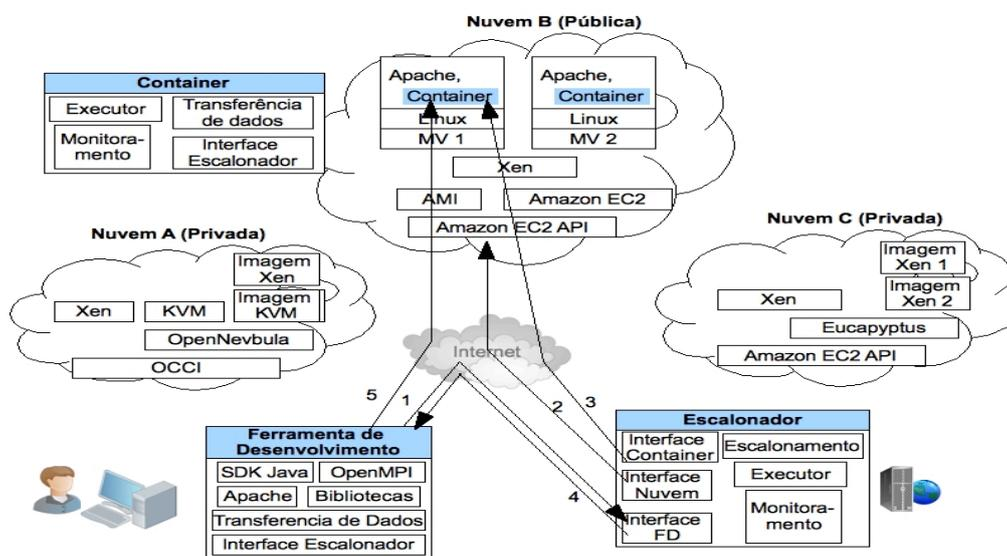 Nuvem B (Pública)
Apache,
Container
Linux
MV 1
Apache,
Container
Linux
MV 2
Xen
AMI
Amazon EC2
Amazon EC2 API
Container
Executor
Transferência
de dados
Monitora-
mento
Interface
Escalonador
Nuvem A (Privada)
Imagem
Xen
Xen
KVM
Imagem
KVM
OpenNevbula
OCCI
Nuvem C (Privada)
Imagem
Xen 1
Xen
Imagem
Xen 2
Eucapyptus
Amazon EC2 API
Internet
5
1
2
3
4
Ferramenta de
Desenvolvimento
SDK Java
OpenMPI
Apache
Bibliotecas
Transferencia de Dados
Interface Escalonador
Escalonador
Interface
Container
Escalonamento
Interface
Nuvem
Executor
Interface
FD
Monitora-
mento